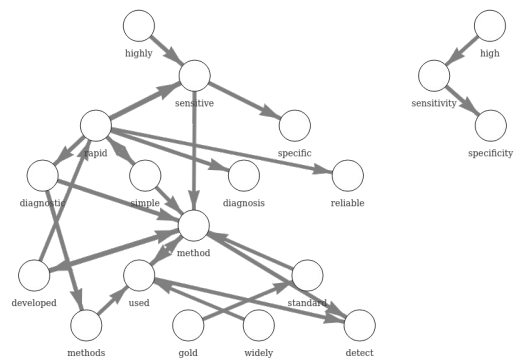 highly
high
sensitive
sensitivity
rapid
specific
specificity
diagnostic
simple
diagnosis
reliable
method
developed
used
standard
methods
gold
widely
detect